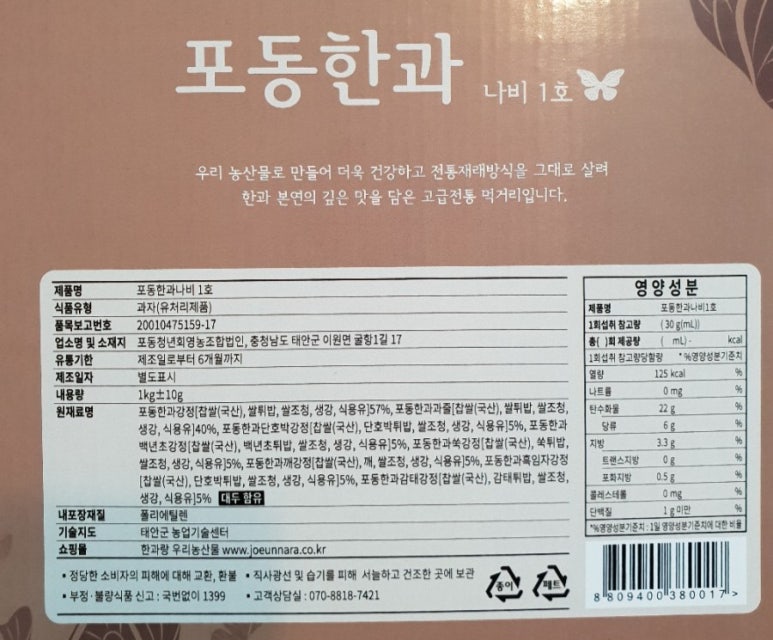 포동한과 나비 1호
우리 농산물로 만들어 더욱 건강하고 전통재래방식을 그대로 살려
한과 본연의 깊은 맛을 담은 고급전통 먹거리입니다.
제품명 포동한과나비 1호
식품유형 과자(유처리제품)
품목보고번호 20010475159-17
업소명 및 소재지 포동청년회영농조합법인, 충청남도 태안군 이원면 굴항1길 17
유통기한 제조일로부터 6개월까지
제조일자 별도표시
내용량 1kg±10g
원재료명 포동한과강정[찹쌀(국산), 쌀튀밥, 쌀조청, 생강, 식용유]57%, 포동한과과줄[찹쌀(국산), 쌀튀밥, 쌀조청,
생강, 식용유]40%, 포동한과단호박강정[찹쌀(국산), 단호박튀밥, 쌀조청, 생강, 식용유]5%, 포동한과
백년초강정[찹쌀(국산), 백년초튀밥, 쌀조청, 생강, 식용유]5%, 포동한과쑥강정[찹쌀(국산), 쑥튀밥,
쌀조청, 생강, 식용유]5%, 포동한과깨강정[찹쌀(국산), 깨, 쌀조청, 생강, 식용유]5%, 포동한과흑임자강정
[찹쌀(국산), 단호박튀밥, 쌀조청, 생강, 식용유]5%, 포동한과감태강정[찹쌀(국산), 감태튀밥, 쌀조청,
생강, 식용유]5% 대두 함유
내포장재질 폴리에틸렌
기술지도 태안군 농업기술센터
쇼핑몰 한과랑 우리농산물 www.joeunnara.co.kr
• 정당한 소비자의 피해에 대해 교환, 환불 • 직사광선 및 습기를 피해 서늘하고 건조한 곳에 보관
• 부정·불량식품 신고 : 국번없이 1399 • 고객상담실 : 070-8818-7421
종이 페트
영양성분
제품명 포동한과나비1호
1회섭취 참고량 ( 30 g(mL))
총( )회 제공량 ( mL) - kcal
1회섭취 참고량당함량 *%영양성분기준치
열량 125 kcal %
나트륨 0 mg %
탄수화물 22 g %
당류 6 g %
지방 3.3 g %
트랜스지방 0 g %
포화지방 0.5 g %
콜레스테롤 0 mg %
단백질 1 g 미만 %
*%영양성분기준치 : 1일 영양성분기준치에 대한 비율
8 809400 380017 >